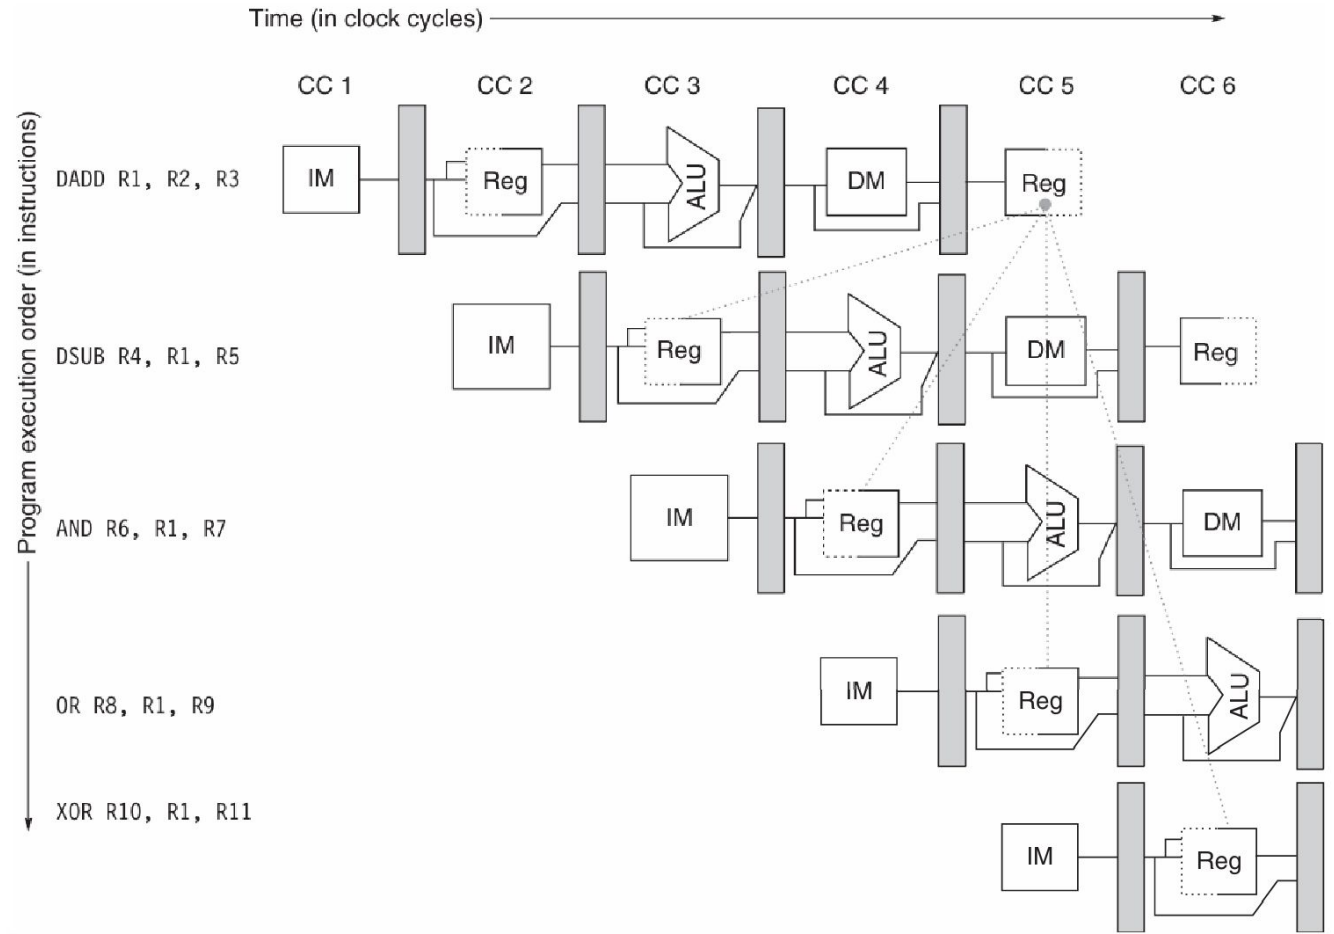 Time (in clock cycles)
CC 1 CC 2 CC 3 CC 4 CC 5 CC 6
Program execution order (in instructions)
DADD R1, R2, R3 IM Reg ALU DM Reg
DSUB R4, R1, R5 IM Reg ALU DM Reg
AND R6, R1, R7 IM Reg ALU DM
OR R8, R1, R9 IM Reg ALU
XOR R10, R1, R11 IM Reg